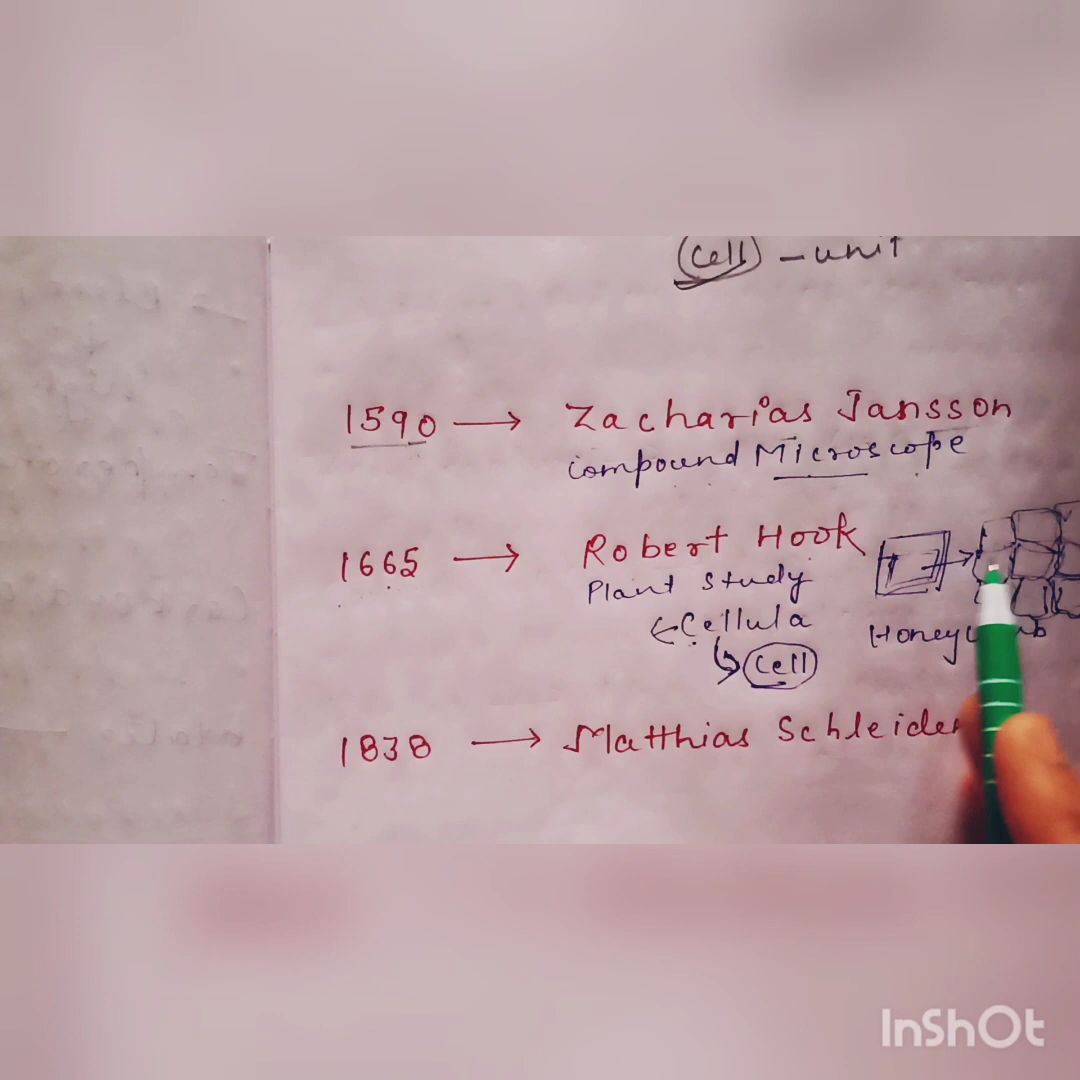 cell - unit
1590 → Zacharias Jansson
compound Microscope
1665 → Robert Hook
Plant study
← Cellula
Cell
1838 → Matthias Schleiden
InShOt